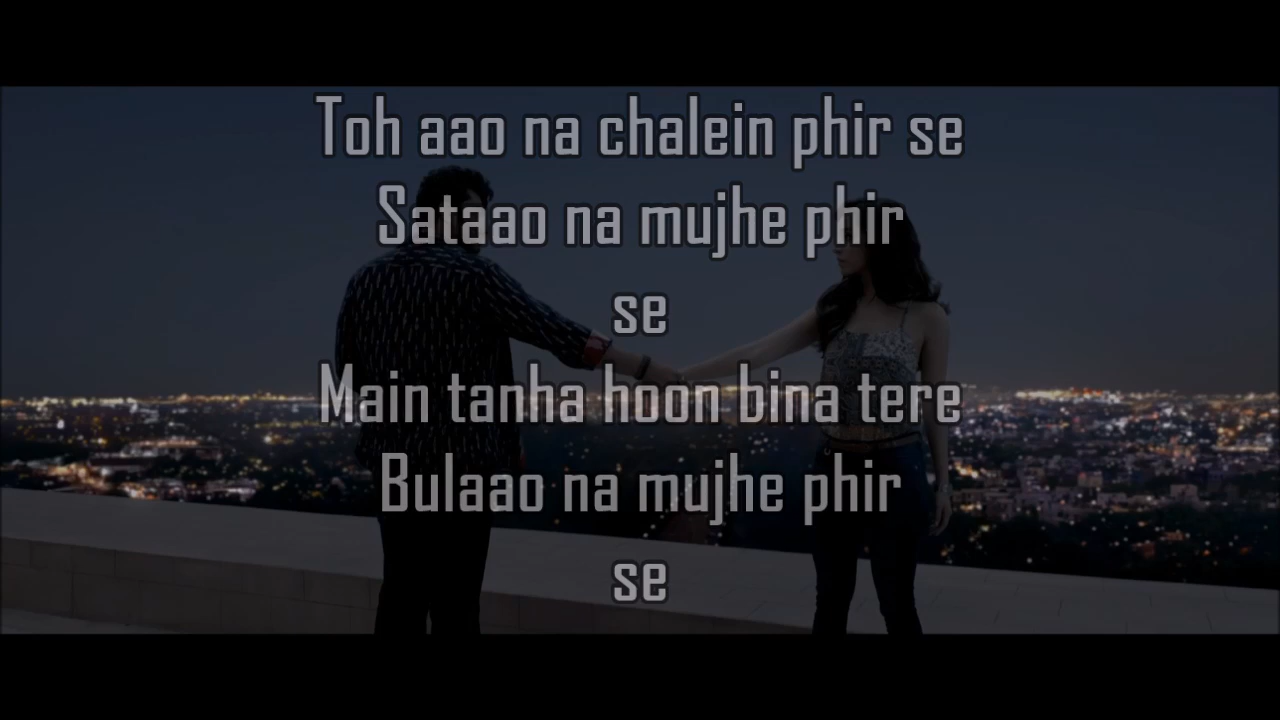 Toh aao na chalein phir se
Sataao na mujhe phir
se
Main tanha hoon bina tere
Bulaao na mujhe phir
se